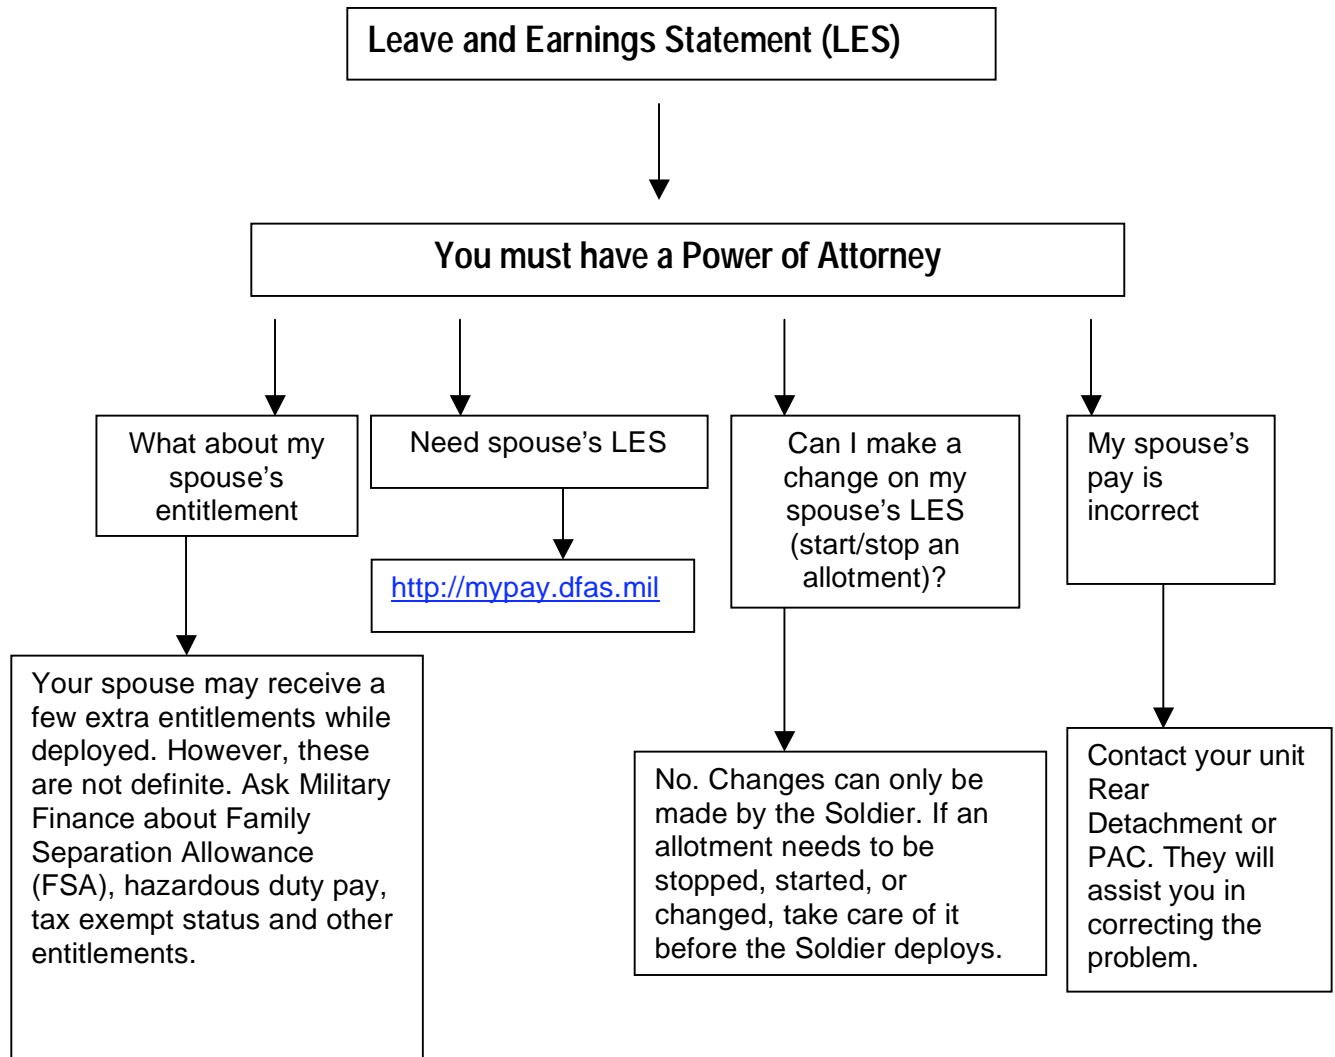 Leave and Earnings Statement (LES)
You must have a Power of Attorney
What about my
spouse’s
entitlement
Need spouse’s LES
Can I make a
change on my
spouse’s LES
(start/stop an
allotment)?
My spouse’s
pay is
incorrect
http://mypay.dfas.mil
Your spouse may receive a
few extra entitlements while
deployed. However, these
are not definite. Ask Military
Finance about Family
Separation Allowance
(FSA), hazardous duty pay,
tax exempt status and other
entitlements.
No. Changes can only be
made by the Soldier. If an
allotment needs to be
stopped, started, or
changed, take care of it
before the Soldier deploys.
Contact your unit
Rear
Detachment or
PAC. They will
assist you in
correcting the
problem.